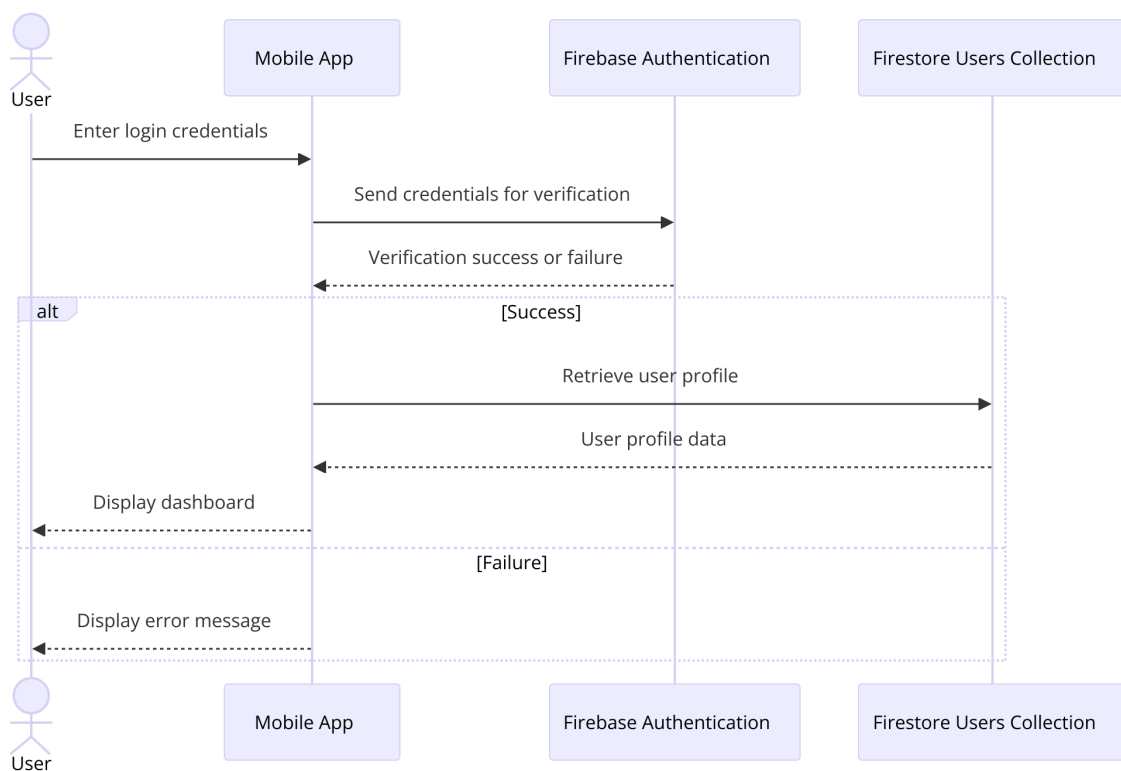 User
Mobile App
Firebase Authentication
Firestore Users Collection
Enter login credentials
Send credentials for verification
Verification success or failure
alt
[Success]
Retrieve user profile
User profile data
Display dashboard
[Failure]
Display error message
User
Mobile App
Firebase Authentication
Firestore Users Collection